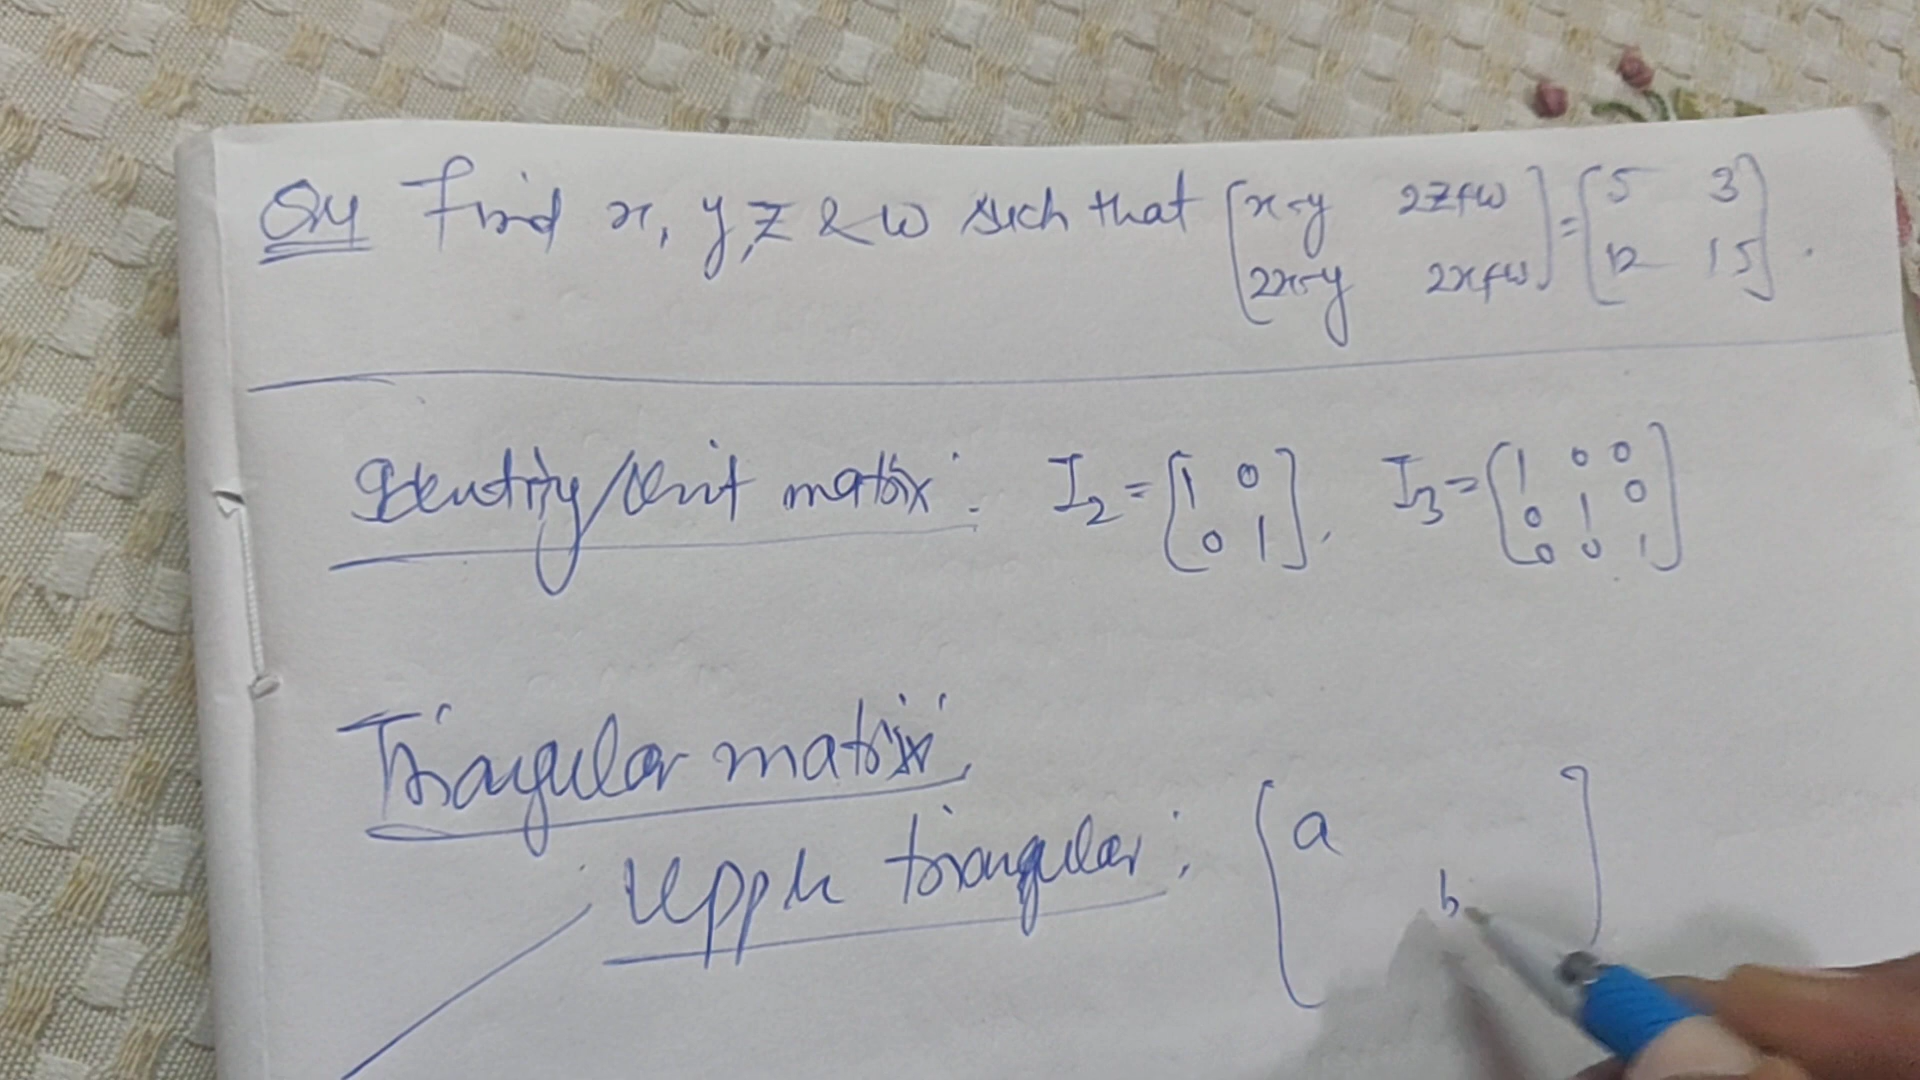 Q4 Find x, y, z & w such that [x-y 2z+w] = [5 3]
[2x-y 2x+w] [12 15].
Identity/Unit matrix: I2 = [1 0], I3 = [1 0 0]
[0 1] [0 1 0]
[0 0 1]
Triangular matrix,
Upper triangular: [a
b]